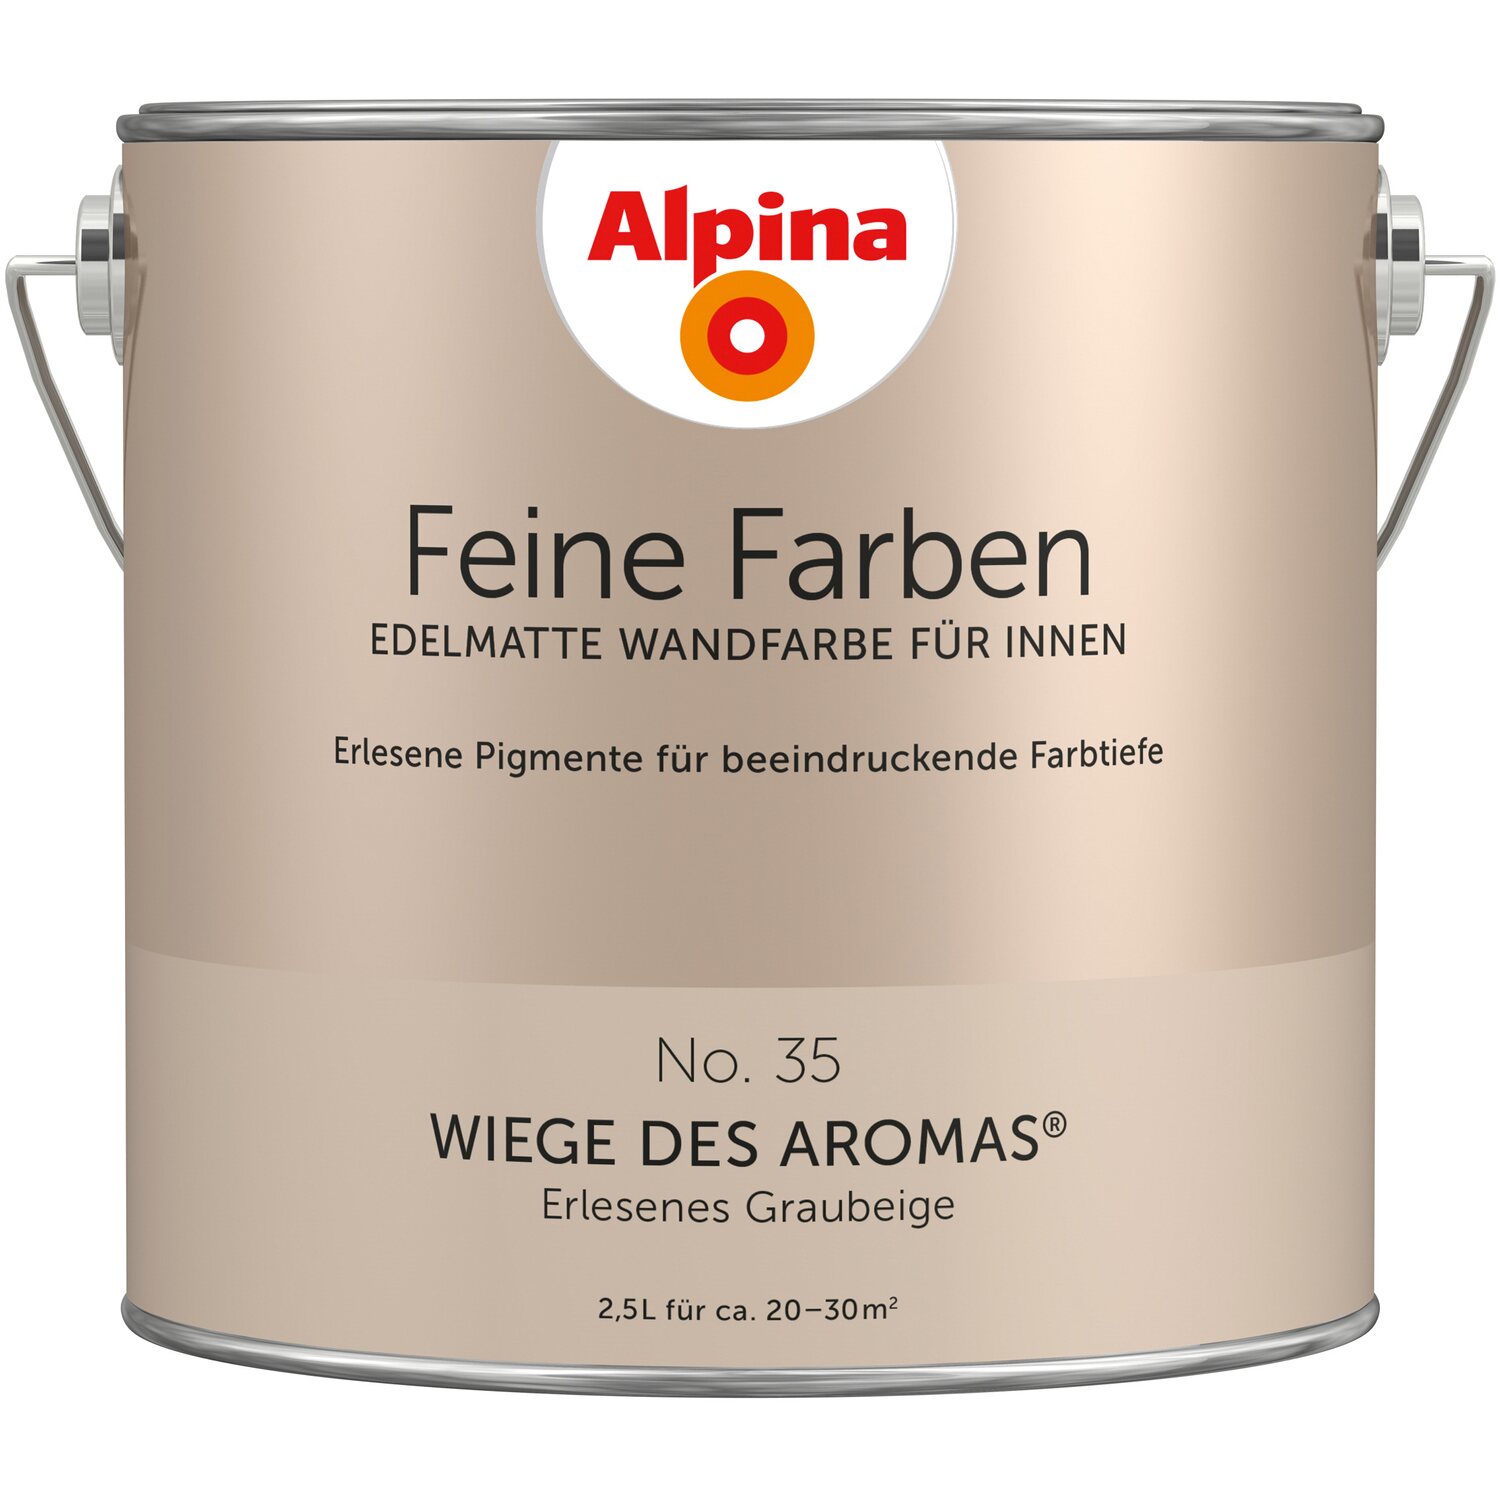 Alpina
Feine Farben
EDELMATTE WANDFARBE FÜR INNEN
Erlesene Pigmente für beeindruckende Farbtiefe
No. 35
WIEGE DES AROMAS®
Erlesenes Graubeige
2,5L für ca. 20–30m²